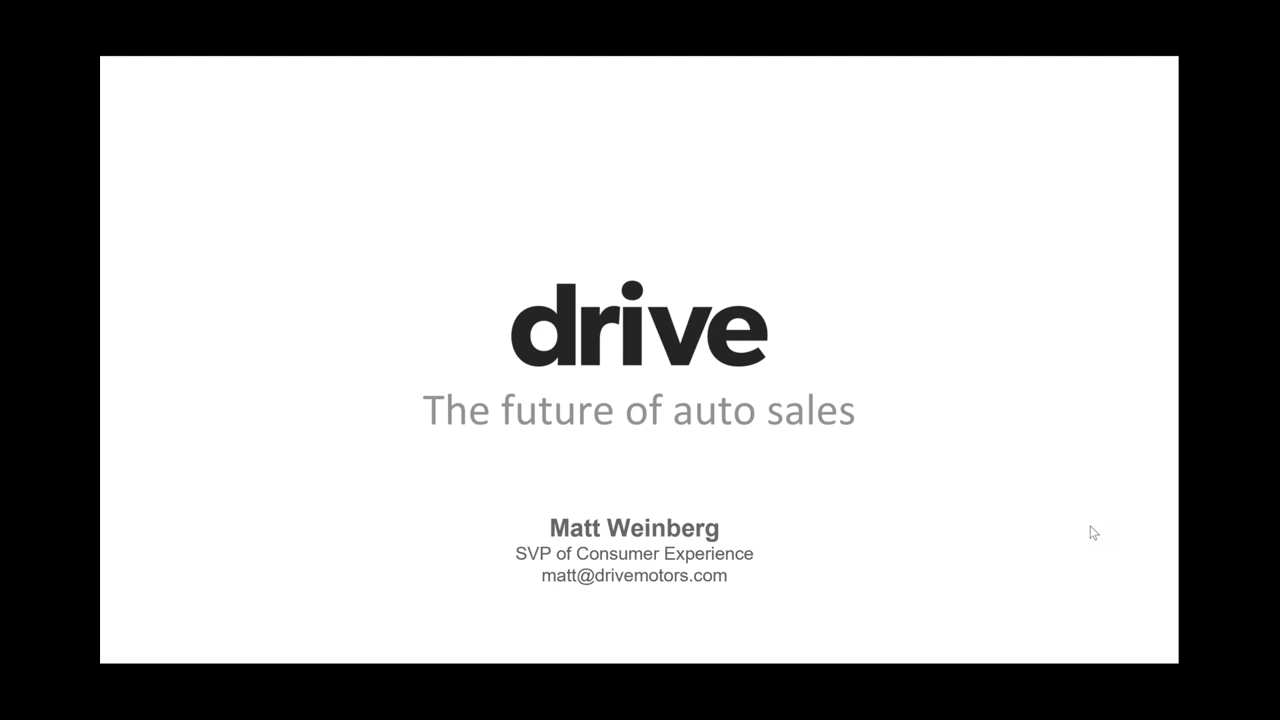 drive
The future of auto sales
Matt Weinberg
SVP of Consumer Experience
matt@drivemotors.com